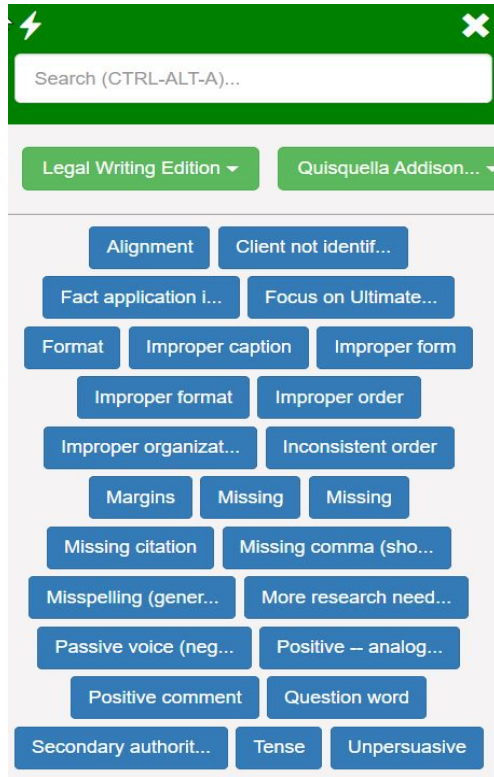 Search (CTRL-ALT-A)...
Legal Writing Edition Quisquella Addison...
Alignment Client not identif...
Fact application i... Focus on Ultimate...
Format Improper caption Improper form
Improper format Improper order
Improper organizat... Inconsistent order
Margins Missing Missing
Missing citation Missing comma (sho...
Misspelling (gener... More research need...
Passive voice (neg... Positive -- analog...
Positive comment Question word
Secondary authorit... Tense Unpersuasive